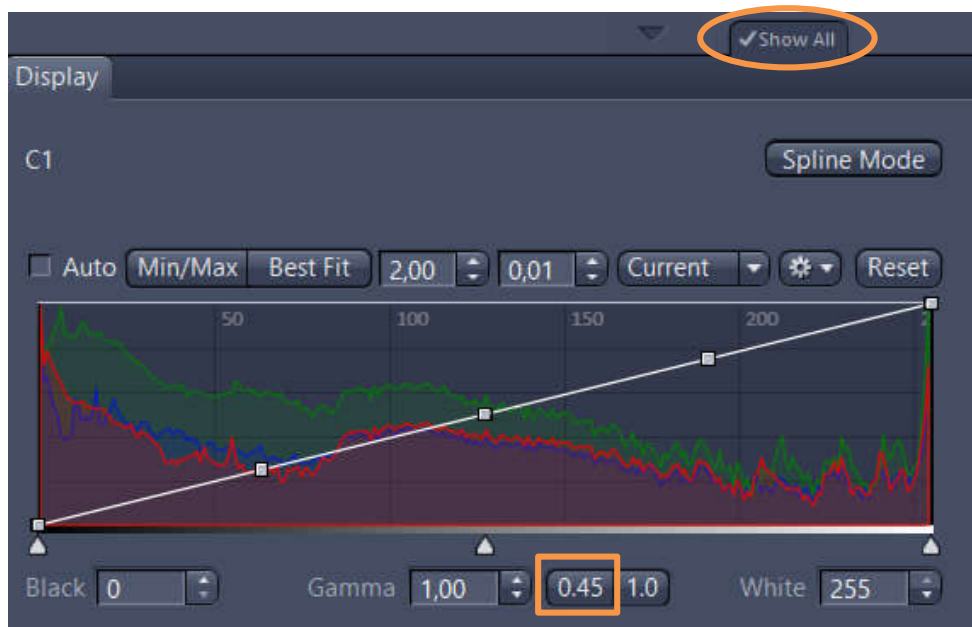 ✓Show All
Display
C1
Spline Mode
Auto Min/Max Best Fit 2,00 0,01 Current Reset
50 100 150 200 2
Black 0 Gamma 1,00 0.45 1.0 White 255